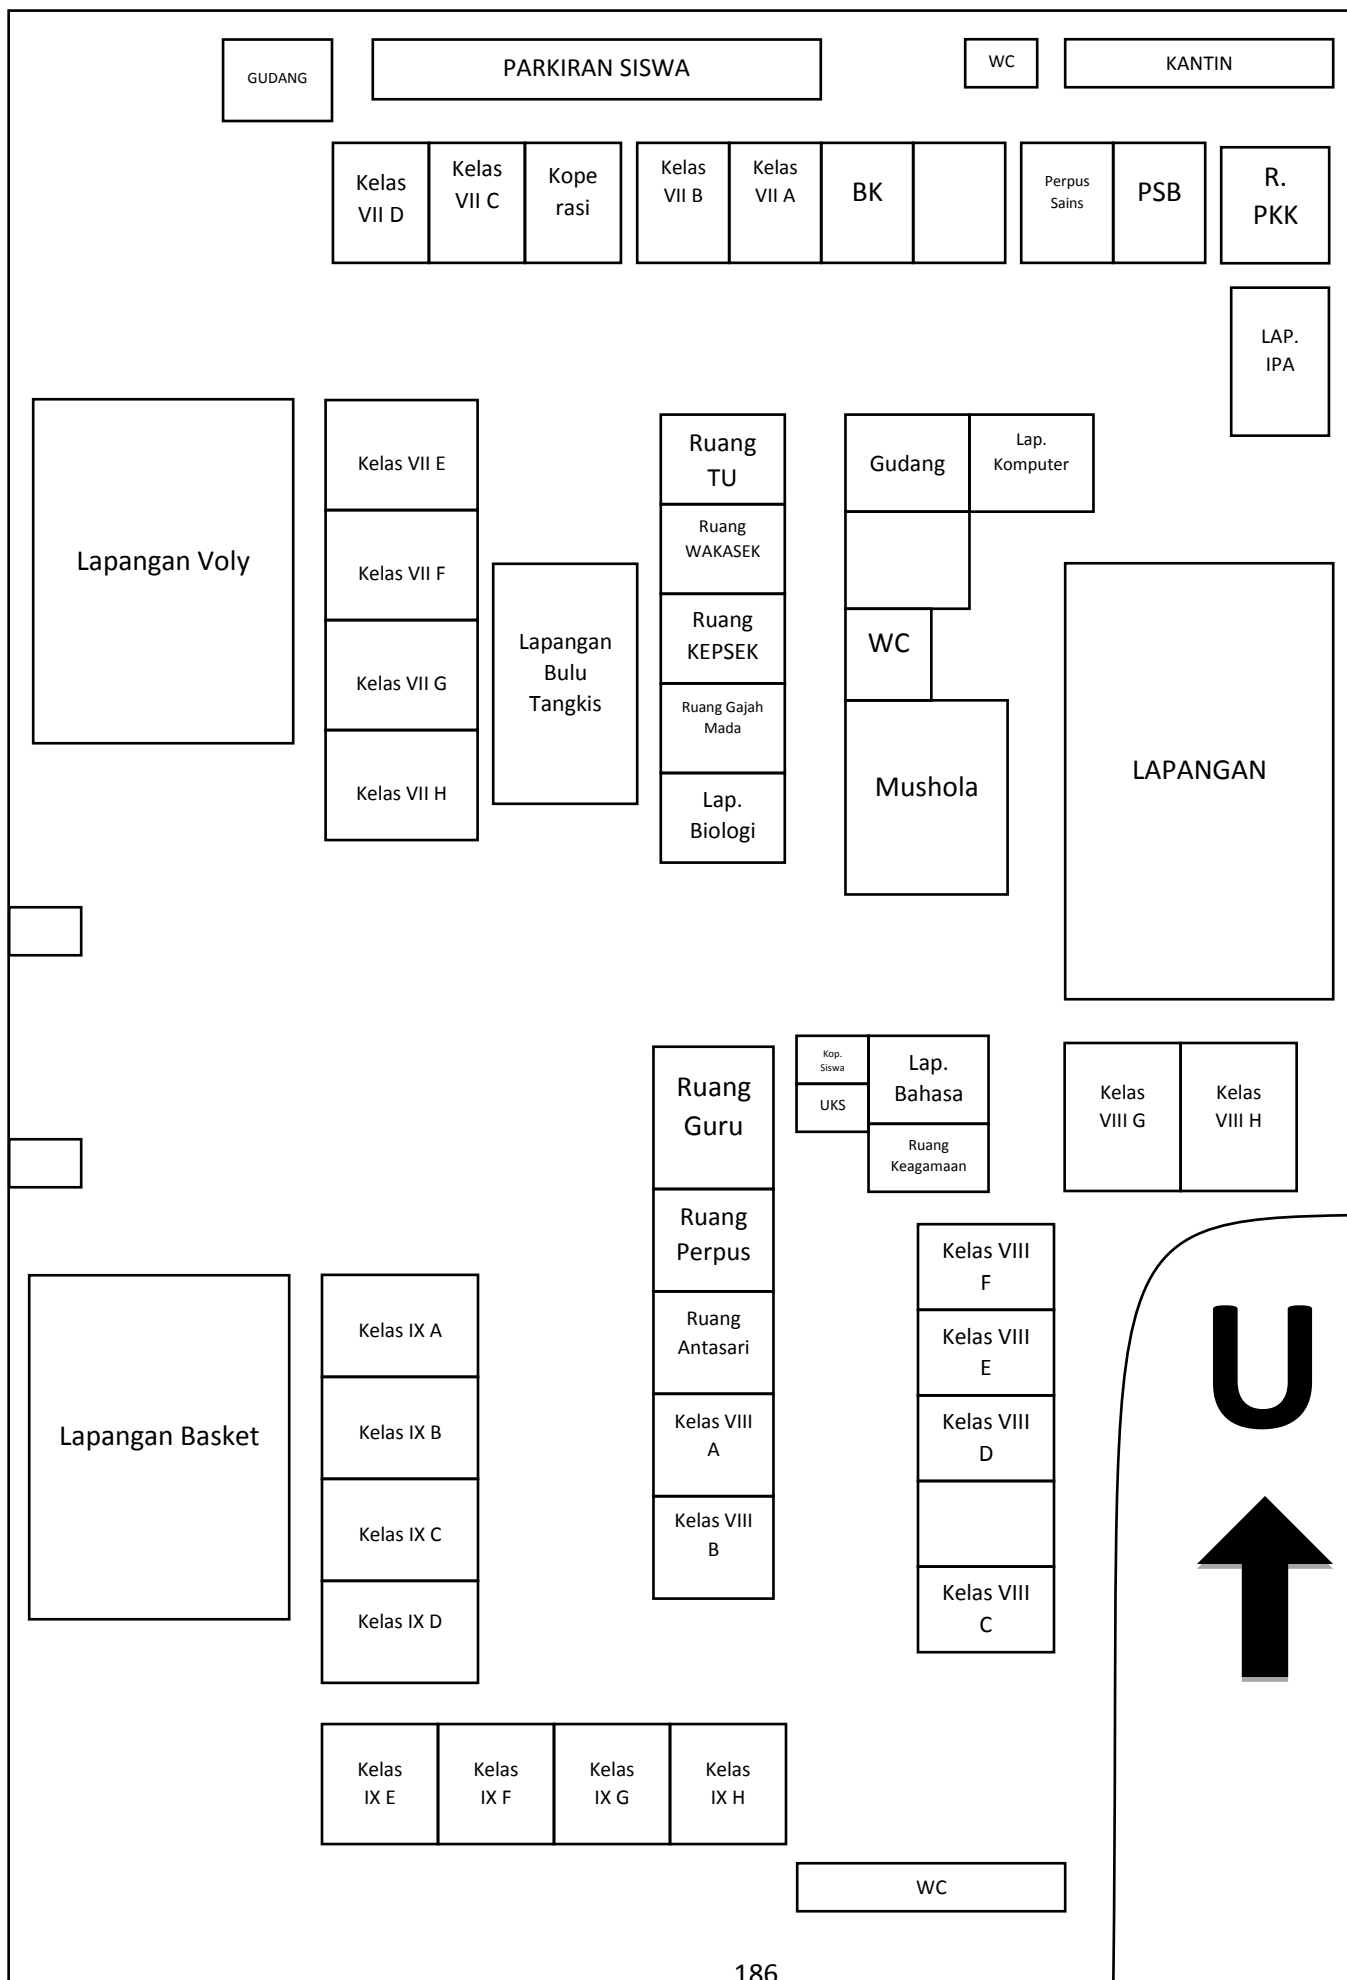 GUDANG
PARKIRAN SISWA
WC
KANTIN
Kelas
VII D
Kelas
VII C
Kope
rasi
Kelas
VII B
Kelas
VII A
BK
Perpus
Sains
PSB
R.
PKK
LAP.
IPA
Lapangan Voly
Kelas VII E
Kelas VII F
Kelas VII G
Kelas VII H
Lapangan
Bulu
Tangkis
Ruang
TU
Ruang
WAKASEK
Ruang
KEPSEK
Ruang Gajah
Mada
Lap.
Biologi
Gudang
Lap.
Komputer
WC
Mushola
LAPANGAN
Ruang
Guru
Ruang
Perpus
Ruang
Antasari
Kelas VIII
A
Kelas VIII
B
Kop.
Siswa
UKS
Lap.
Bahasa
Ruang
Keagamaan
Kelas
VIII G
Kelas
VIII H
Kelas VIII
F
Kelas VIII
E
Kelas VIII
D
Kelas VIII
C
U
Lapangan Basket
Kelas IX A
Kelas IX B
Kelas IX C
Kelas IX D
Kelas
IX E
Kelas
IX F
Kelas
IX G
Kelas
IX H
WC
186